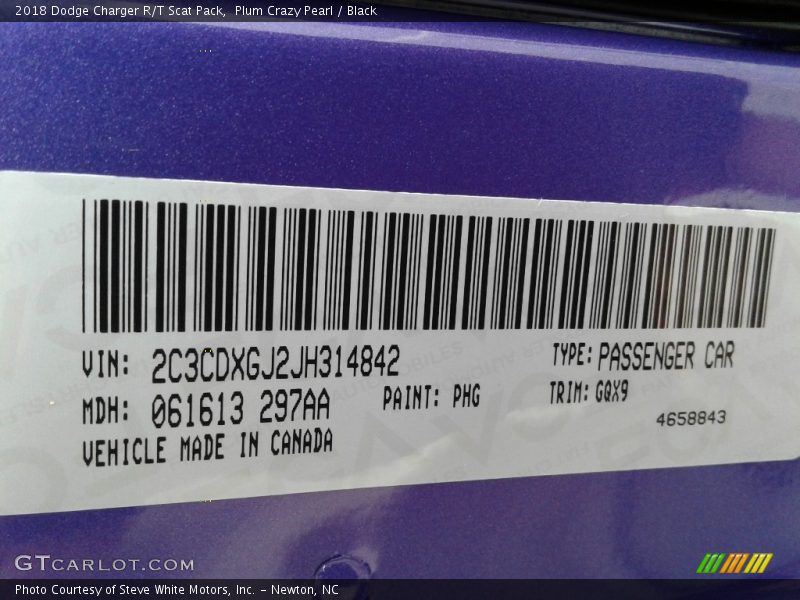 2018 Dodge Charger R/T Scat Pack,  Plum Crazy Pearl / Black
VIN: 2C3CDXGJ2JH314842
TYPE: PASSENGER CAR
MDH: 061613 297AA
PAINT: PHG
TRIM: GQX9
VEHICLE MADE IN CANADA
4658843
GTCARLOT.COM
Photo Courtesy of Steve White Motors, Inc. – Newton, NC